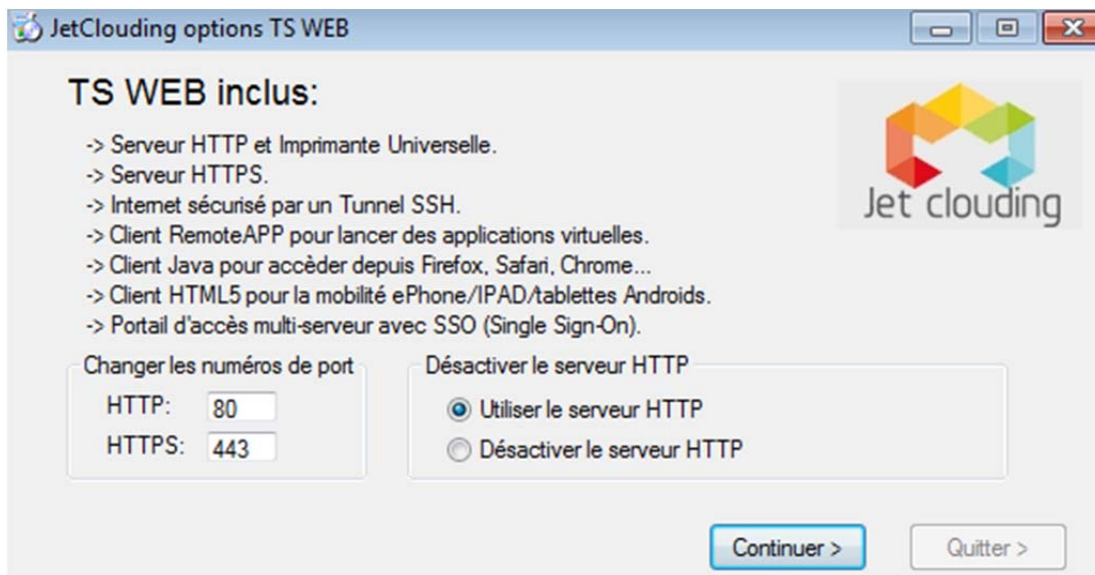 JetClouding options TS WEB
TS WEB inclus:
-> Serveur HTTP et Imprimante Universelle.
-> Serveur HTTPS.
-> Internet sécurisé par un Tunnel SSH.
-> Client RemoteAPP pour lancer des applications virtuelles.
-> Client Java pour accèder depuis Firefox, Safari, Chrome...
-> Client HTML5 pour la mobilité ePhone/IPAD/tablettes Androids.
-> Portail d'accès multi-serveur avec SSO (Single Sign-On).
Jet clouding
Changer les numéros de port
HTTP: 80
HTTPS: 443
Désactiver le serveur HTTP
Utiliser le serveur HTTP
Désactiver le serveur HTTP
Continuer >
Quitter >